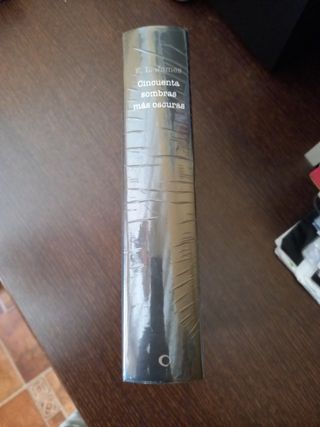 E. L. James
Cincuenta
sombras
más oscuras